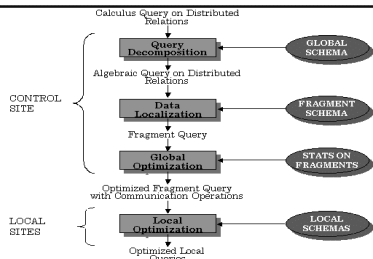 Calculus Query on Distributed
Relations
Query
Decomposition
GLOBAL
SCHEMA
Algebraic Query on Distributed
Relations
CONTROL
SITE
Data
Localization
FRAGMENT
SCHEMA
Fragment Query
Global
Optimization
STATS ON
FRAGMENTS
Optimized Fragment Query
with Communication Operations
LOCAL
SITES
Local
Optimization
LOCAL
SCHEMAS
Optimized Local
Queries